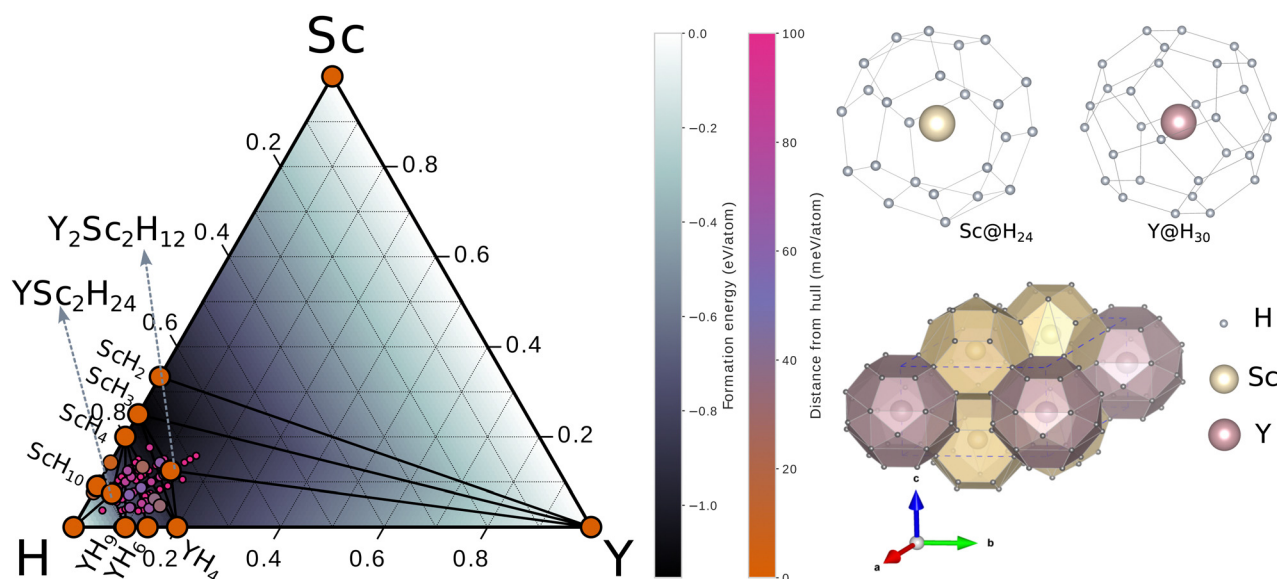 Sc
0.2
0.8
Y₂Sc₂H₁₂
0.4
0.6
YSc₂H₂₄
0.6
0.4
ScH₂
ScH₃
0.8
ScH₄
0.2
ScH₁₀
H
YH₉
YH₆
0.2
YH₄
0.4
0.6
0.8
Y
0.0
−0.2
−0.4
−0.6
−0.8
−1.0
Formation energy (eV/atom)
100
80
60
40
20
0
Distance from hull (meV/atom)
Sc@H₂₄
Y@H₃₀
H
Sc
Y
c
b
a